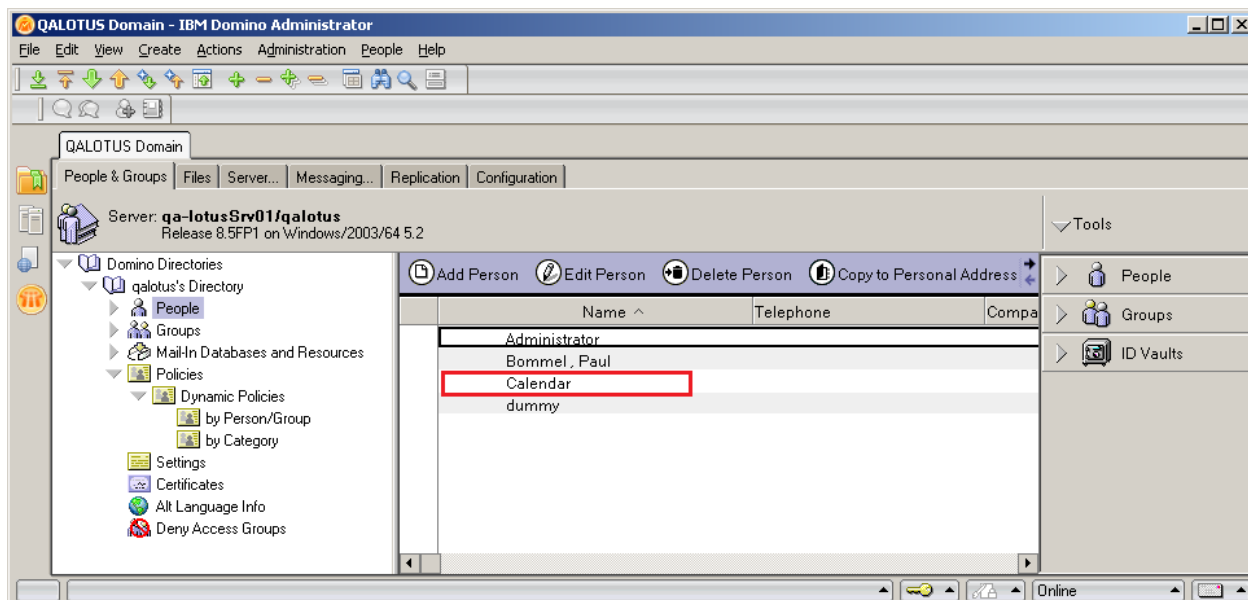 QALOTUS Domain - IBM Domino Administrator
File Edit View Create Actions Administration People Help
QALOTUS Domain
People & Groups Files Server... Messaging... Replication Configuration
Server: qa-lotusSrv01/qalotus
Release 8.5FP1 on Windows/2003/64 5.2
Tools
Domino Directories
qalotus's Directory
People
Groups
Mail-In Databases and Resources
Policies
Dynamic Policies
by Person/Group
by Category
Settings
Certificates
Alt Language Info
Deny Access Groups
Add Person Edit Person Delete Person Copy to Personal Address
Name Telephone Compa
Administrator
Bommel , Paul
Calendar
dummy
People
Groups
ID Vaults
Online